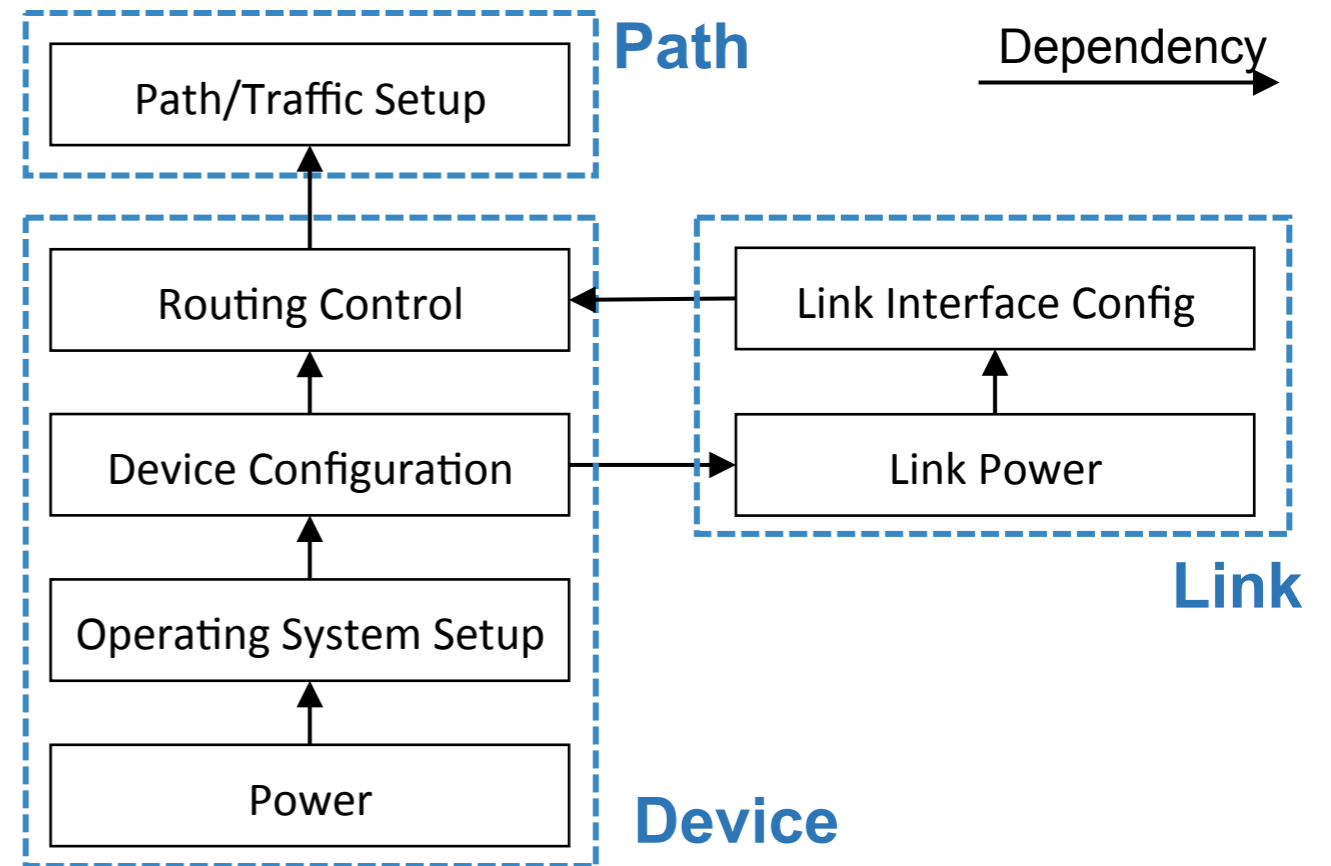 Path
Dependency
Path/Traffic Setup
Routing Control
Link Interface Config
Device Configuration
Link Power
Link
Operating System Setup
Power
Device